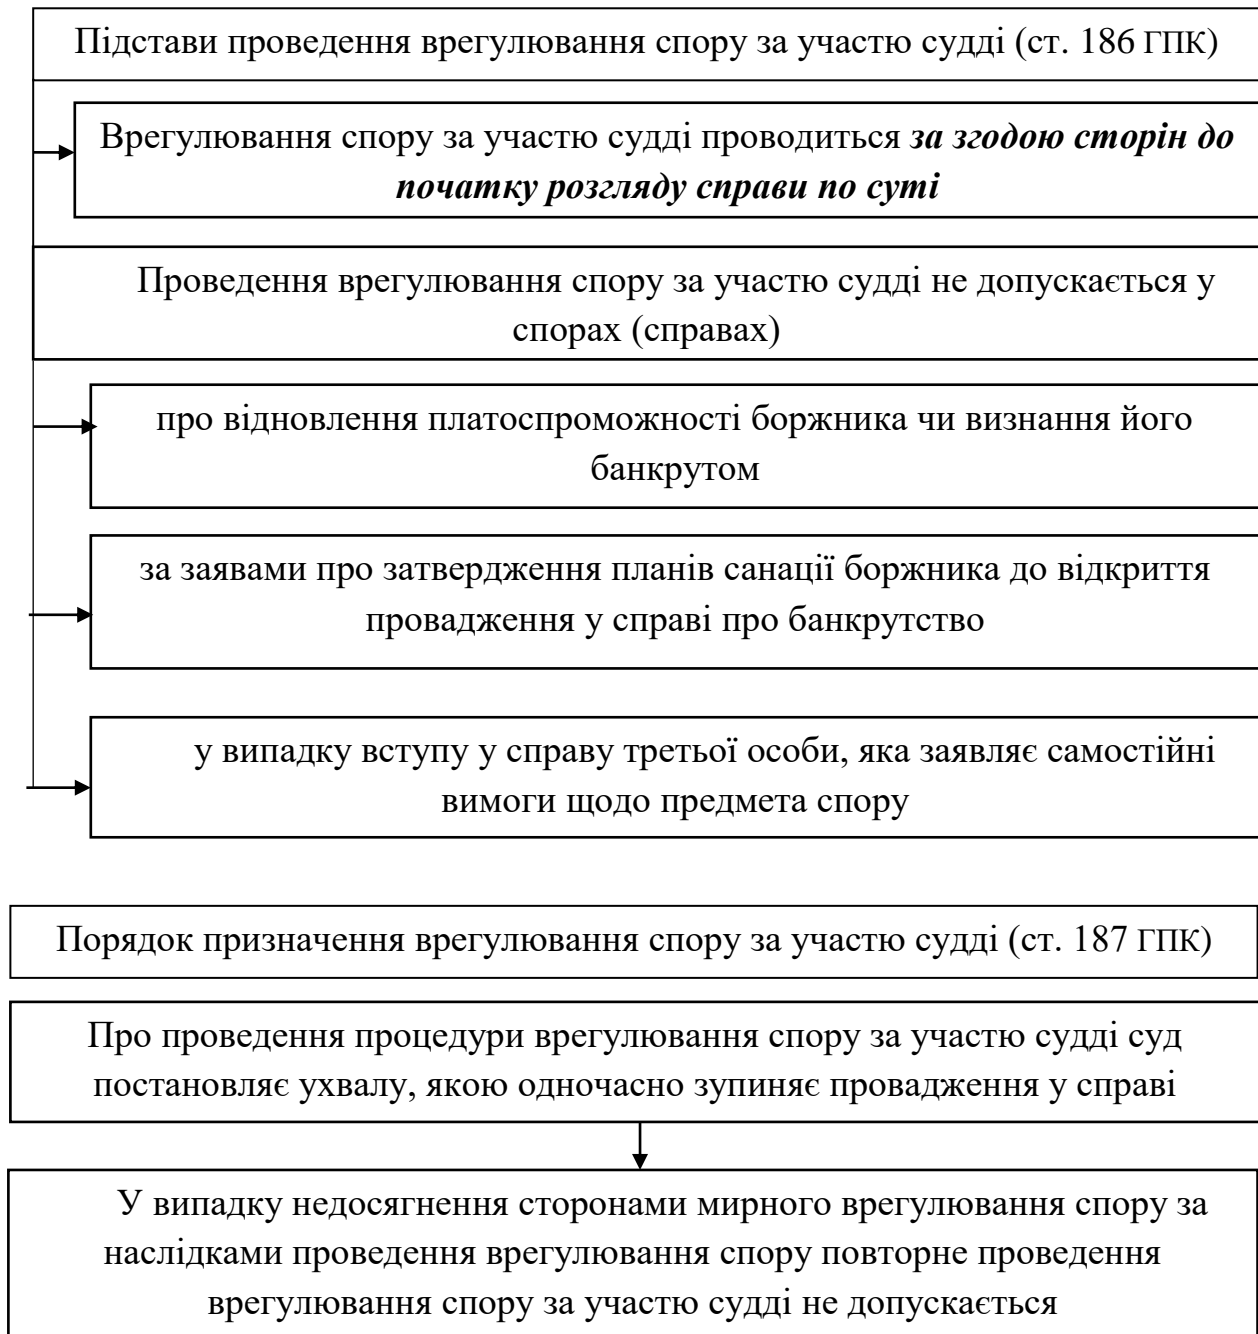 Підстави проведення врегулювання спору за участю судді (ст. 186 ГПК)
Врегулювання спору за участю судді проводиться за згодою сторін до
початку розгляду справи по суті
Проведення врегулювання спору за участю судді не допускається у
спорах (справах)
про відновлення платоспроможності боржника чи визнання його
банкрутом
за заявами про затвердження планів санації боржника до відкриття
провадження у справі про банкрутство
у випадку вступу у справу третьої особи, яка заявляє самостійні
вимоги щодо предмета спору
Порядок призначення врегулювання спору за участю судді (ст. 187 ГПК)
Про проведення процедури врегулювання спору за участю судді суд
постановляє ухвалу, якою одночасно зупиняє провадження у справі
У випадку недосягнення сторонами мирного врегулювання спору за
наслідками проведення врегулювання спору повторне проведення
врегулювання спору за участю судді не допускається